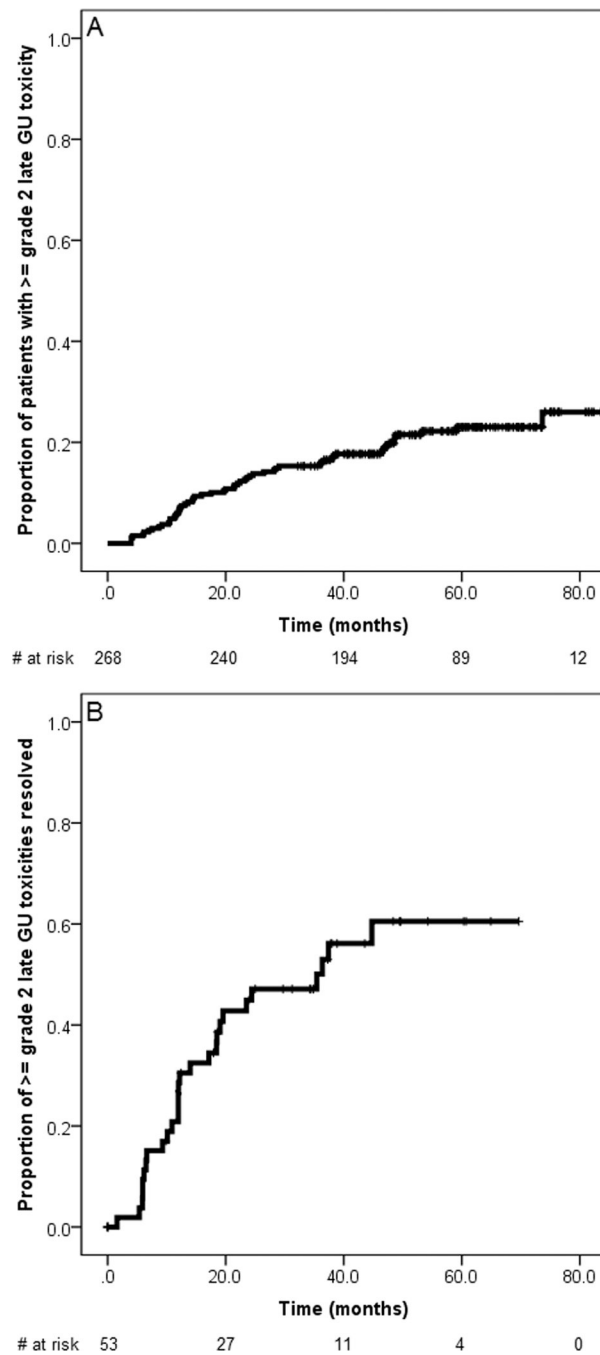 A
Proportion of patients with >= grade 2 late GU toxicity
1.0
0.8
0.6
0.4
0.2
0.0
.0 20.0 40.0 60.0 80.0
Time (months)
# at risk 268 240 194 89 12
B
Proportion of >= grade 2 late GU toxicities resolved
1.0
0.8
0.6
0.4
0.2
0.0
.0 20.0 40.0 60.0 80.0
Time (months)
# at risk 53 27 11 4 0